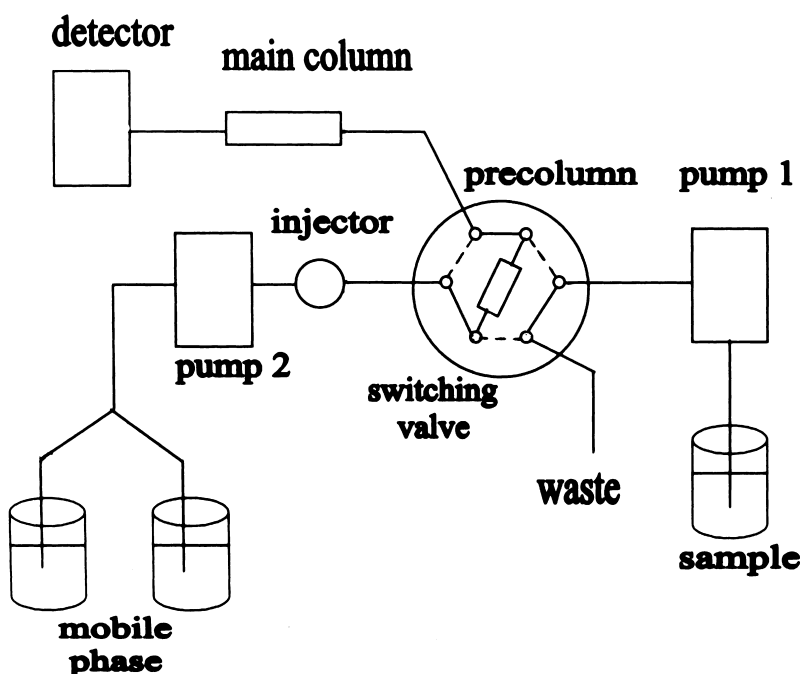 detector
main column
precolumn
pump 1
injector
pump 2
switching
valve
waste
sample
mobile
phase